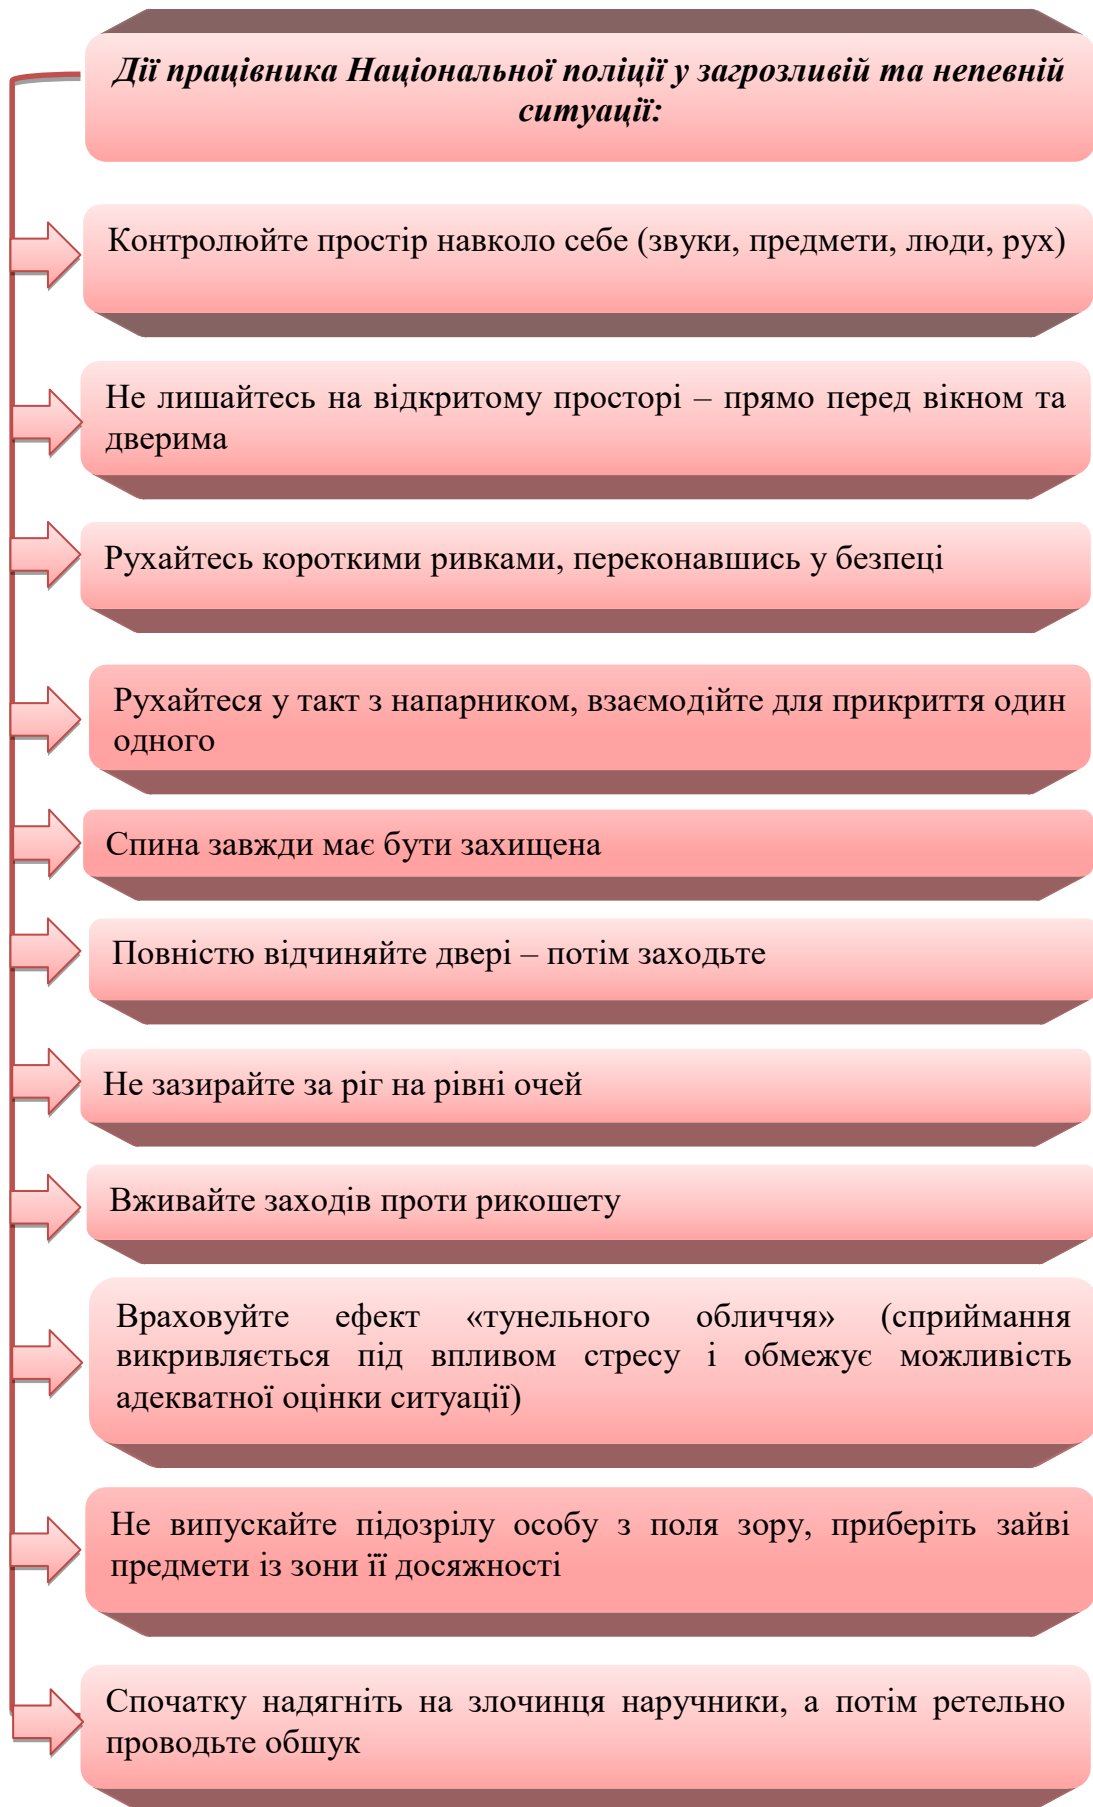 Дії працівника Національної поліції у загрозливій та непевній
ситуації:
Контролюйте простір навколо себе (звуки, предмети, люди, рух)
Не лишайтесь на відкритому просторі – прямо перед вікном та
дверима
Рухайтесь короткими ривками, переконавшись у безпеці
Рухайтеся у такт з напарником, взаємодійте для прикриття один
одного
Спина завжди має бути захищена
Повністю відчиняйте двері – потім заходьте
Не зазирайте за ріг на рівні очей
Вживайте заходів проти рикошету
Враховуйте ефект «тунельного обличчя» (сприймання
викривляється під впливом стресу і обмежує можливість
адекватної оцінки ситуації)
Не випускайте підозрілу особу з поля зору, приберіть зайві
предмети із зони її досяжності
Спочатку надягніть на злочинця наручники, а потім ретельно
проводьте обшук